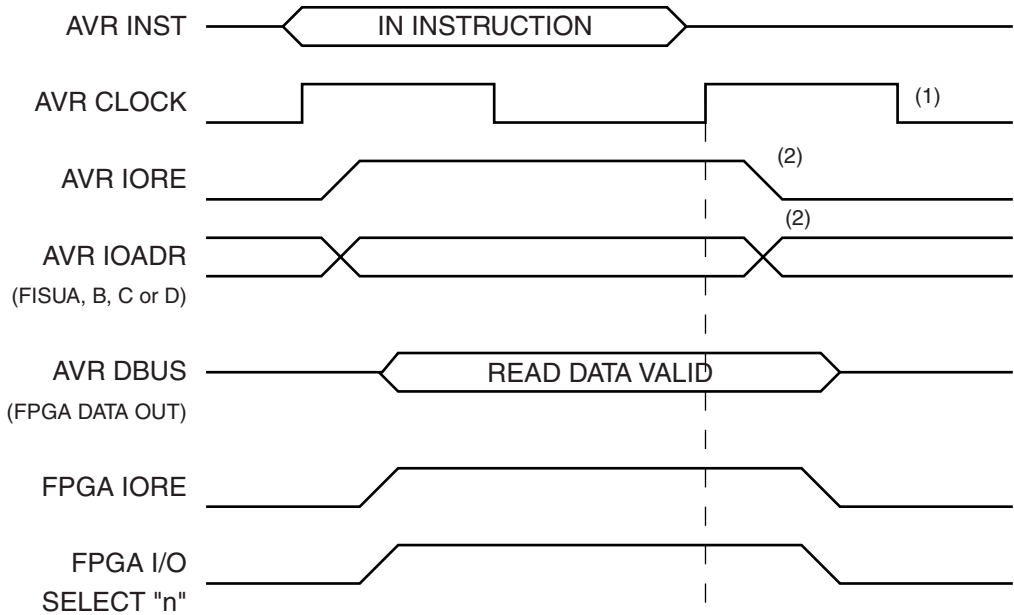 AVR INST
IN INSTRUCTION
AVR CLOCK
(1)
AVR IORE
(2)
AVR IOADR
(2)
(FISUA, B, C or D)
AVR DBUS
READ DATA VALID
(FPGA DATA OUT)
FPGA IORE
FPGA I/O
SELECT "n"